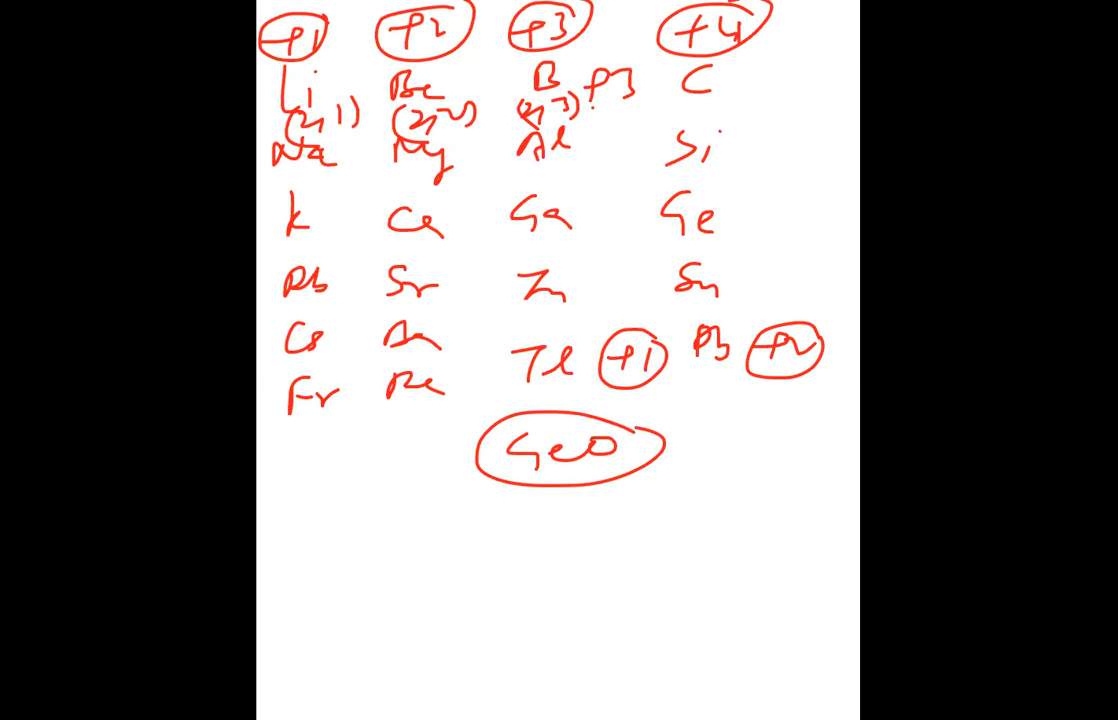 +1 +2 +3 +4
Li Be B +3 C
(2,1) (2,2) (2,3)
Na Mg Al Si
K Ca Ga Ge
Rb Sr In Sn
Cs Ba Tl +1 Pb +2
Fr Ra
GeO